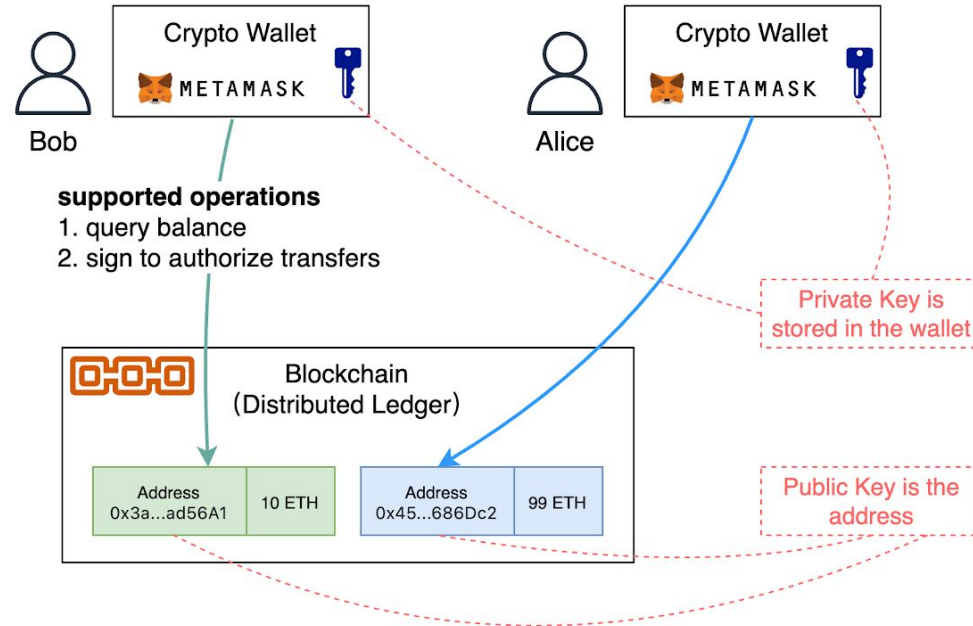 Crypto Wallet
METAMASK
Bob
Crypto Wallet
METAMASK
Alice
supported operations
1. query balance
2. sign to authorize transfers
Private Key is
stored in the wallet
Blockchain
(Distributed Ledger)
Address
0x3a...ad56A1
10 ETH
Address
0x45...686Dc2
99 ETH
Public Key is the
address